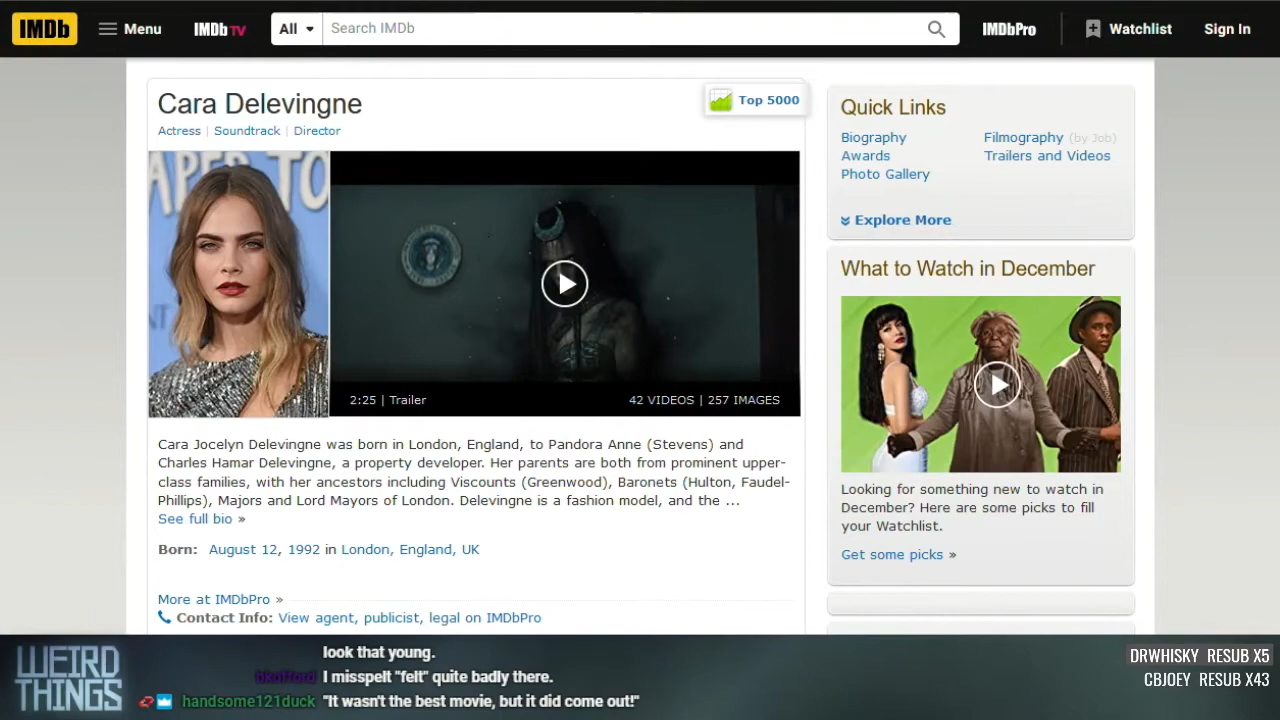 IMDb Menu IMDb TV All Search IMDb IMDbPro Watchlist Sign In
Cara Delevingne
Top 5000
Actress | Soundtrack | Director
PAPER TO
2:25 | Trailer 42 VIDEOS | 257 IMAGES
Cara Jocelyn Delevingne was born in London, England, to Pandora Anne (Stevens) and
Charles Hamar Delevingne, a property developer. Her parents are both from prominent upper-
class families, with her ancestors including Viscounts (Greenwood), Baronets (Hulton, Faudel-
Phillips), Majors and Lord Mayors of London. Delevingne is a fashion model, and the ...
See full bio »
Born: August 12, 1992 in London, England, UK
More at IMDbPro »
Contact Info: View agent, publicist, legal on IMDbPro
Quick Links
Biography Filmography (by Job)
Awards Trailers and Videos
Photo Gallery
Explore More
What to Watch in December
Looking for something new to watch in
December? Here are some picks to fill
your Watchlist.
Get some picks »
WEIRD
THINGS
look that young.
I misspelt "felt" quite badly there.
handsome121duck "It wasn't the best movie, but it did come out!"
DRWHISKY RESUB X5
CBJOEY RESUB X43